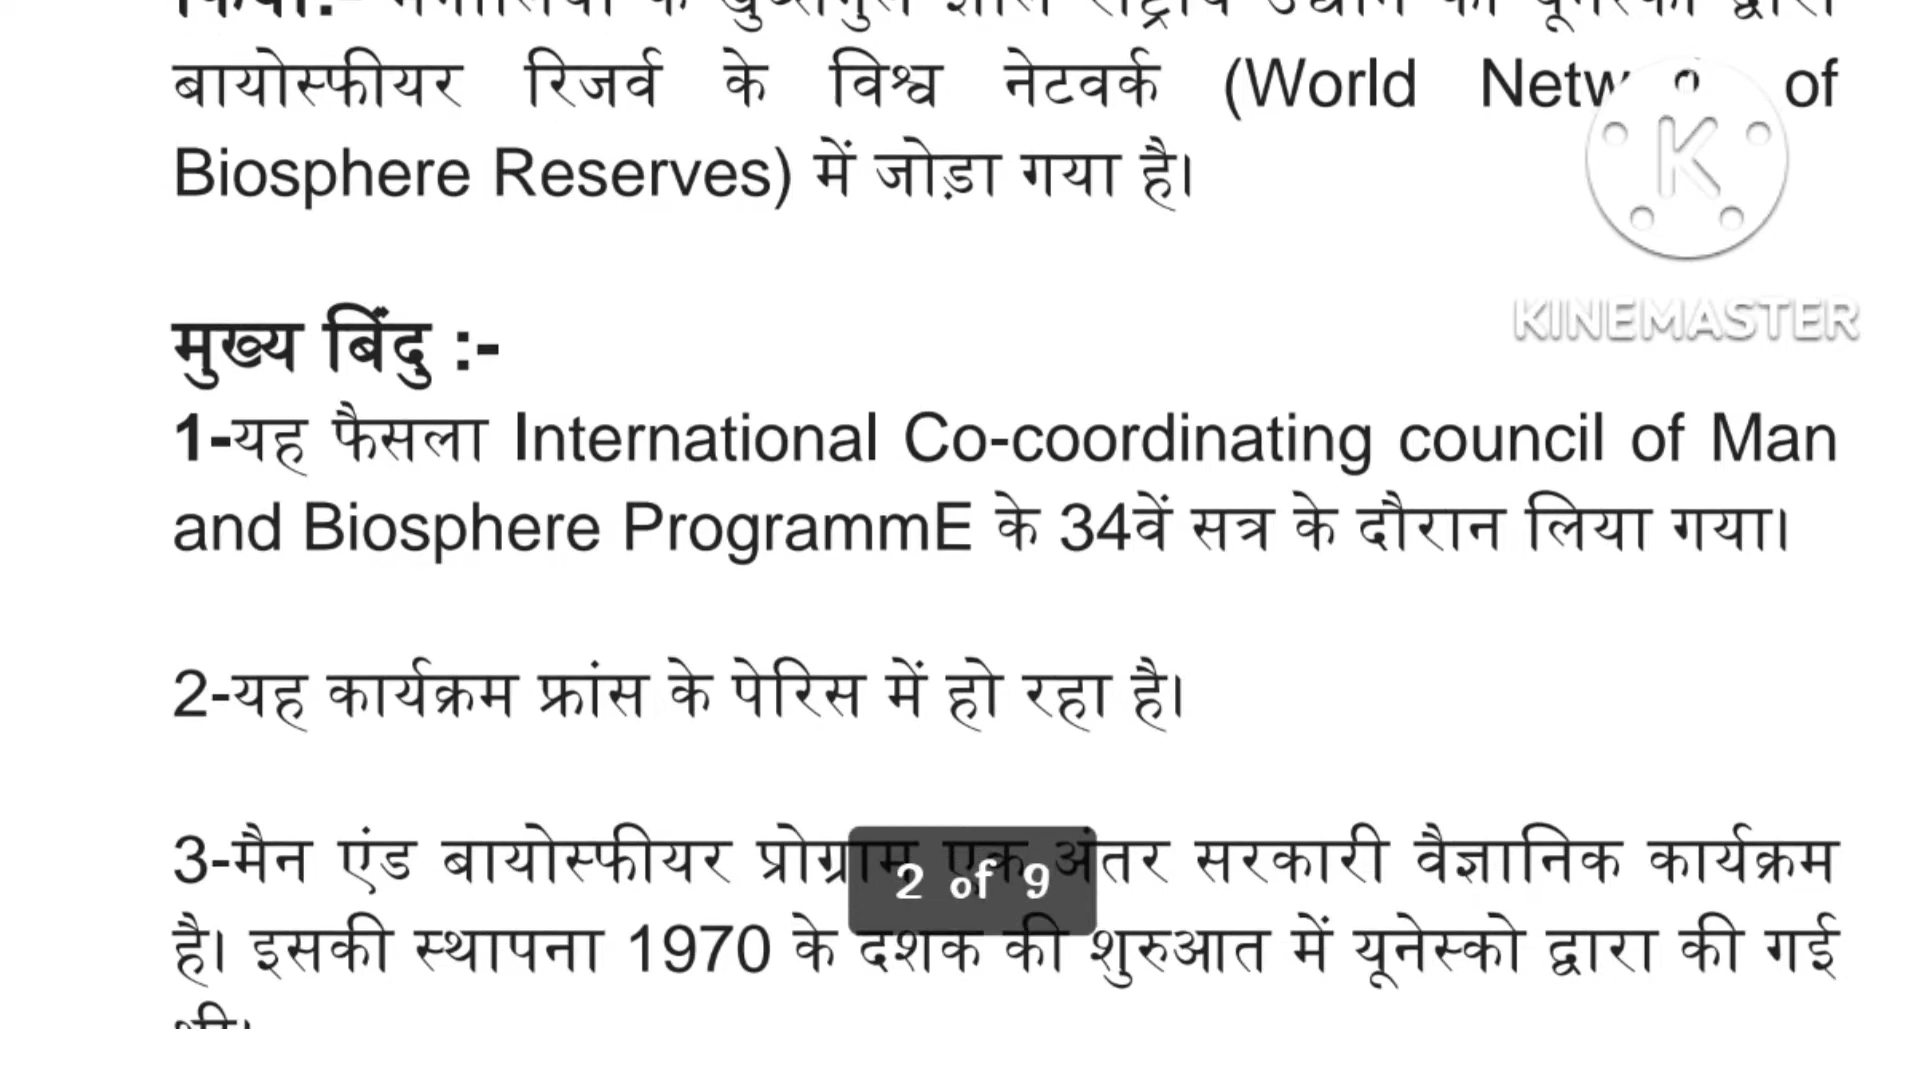 बायोस्फीयर रिजर्व के विश्व नेटवर्क (World of
Biosphere Reserves) में जोड़ा गया है।
KINEMASTER
मुख्य बिंदु :-
1-यह फैसला International Co-coordinating council of Man
and Biosphere ProgrammE के 34वें सत्र के दौरान लिया गया।
2-यह कार्यक्रम फ्रांस के पेरिस में हो रहा है।
3-मैन एंड बायोस्फीयर प्रोग्राम एक अंतर सरकारी वैज्ञानिक कार्यक्रम
2 of 9
है। इसकी स्थापना 1970 के दशक की शुरुआत में यूनेस्को द्वारा की गई